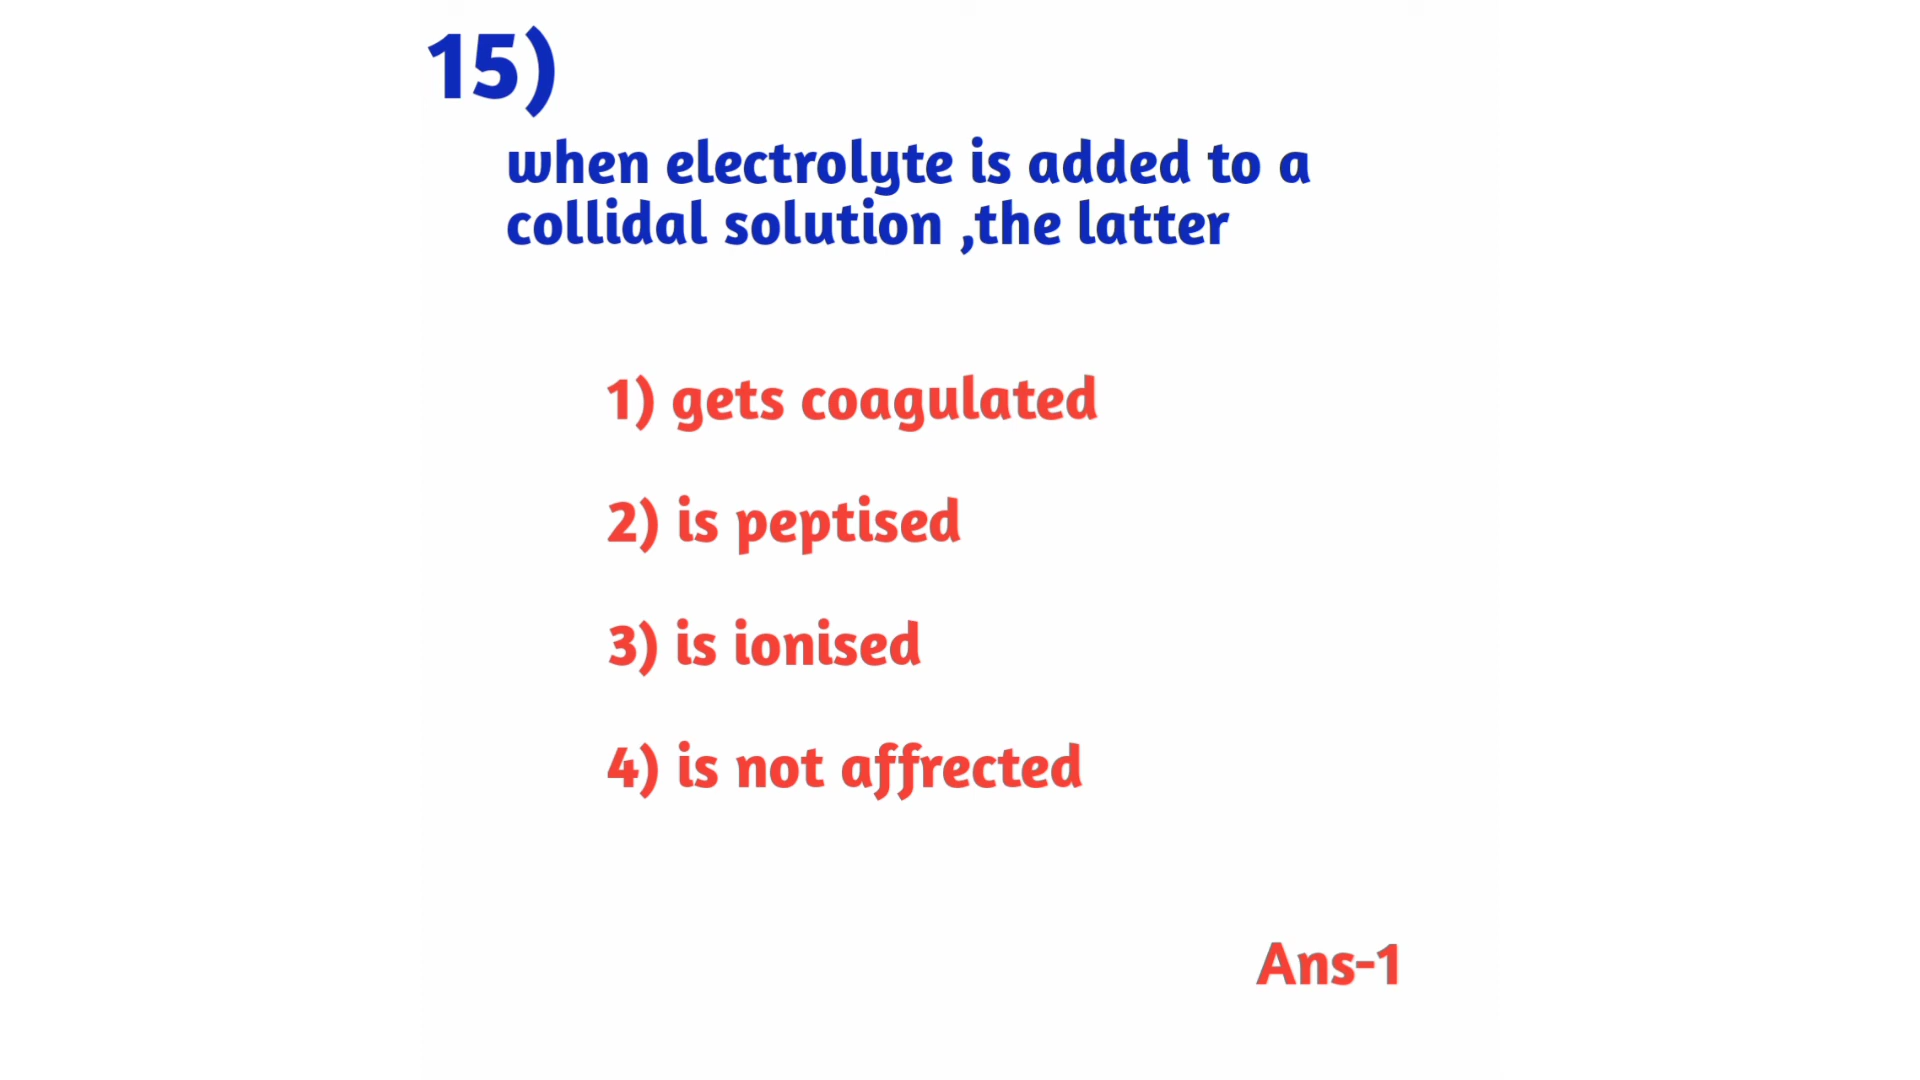 15)
when electrolyte is added to a
collidal solution ,the latter
1) gets coagulated
2) is peptised
3) is ionised
4) is not affrected
Ans-1